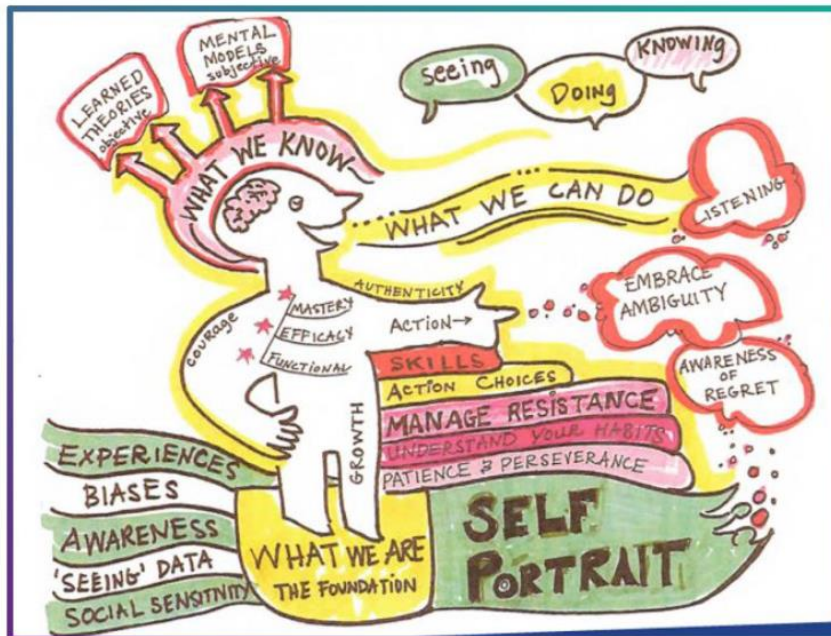 MENTAL
MODELS
subjective
LEARNED
THEORIES
objective
WHAT WE KNOW
seeing
DOING
KNOWING
WHAT WE CAN DO
LISTENING
EMBRACE
AMBIGUITY
AWARENESS
OF
REGRET
AUTHENTICITY
COURAGE
MASTERY
EFFICACY
FUNCTIONAL
ACTION →
SKILLS
ACTION CHOICES
MANAGE RESISTANCE
UNDERSTAND YOUR HABITS
PATIENCE & PERSEVERANCE
GROWTH
EXPERIENCES
BIASES
AWARENESS
'SEEING' DATA
SOCIAL SENSITIVITY
WHAT WE ARE
THE FOUNDATION
SELF
PORTRAIT